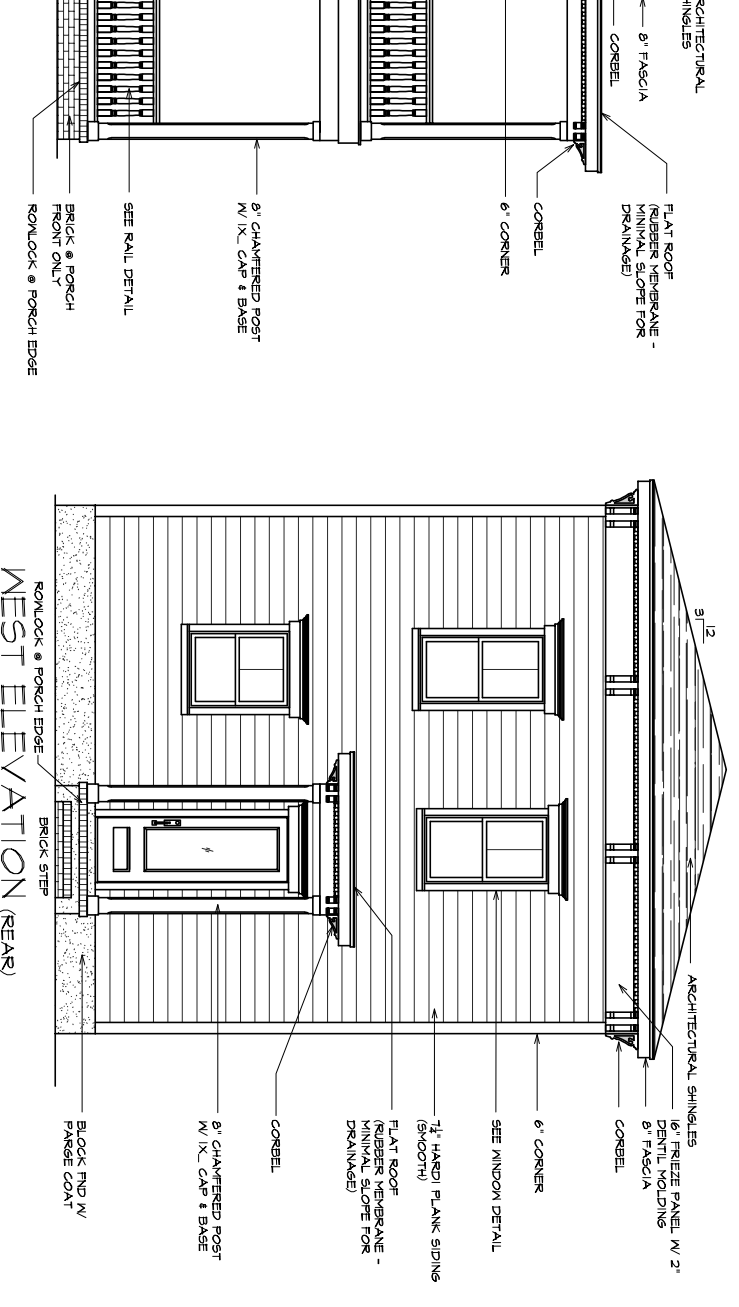 ARCHITECTURAL
SHINGLES
8" FASCIA
CORBEL
FLAT ROOF
(RUBBER MEMBRANE -
MINIMAL SLOPE FOR
DRAINAGE)
CORBEL
6" CORNER
8" CHAMFERED POST
W/ 1X_ CAP & BASE
SEE RAIL DETAIL
BRICK @ PORCH
FRONT ONLY
ROWLOCK @ PORCH EDGE
12
3
ARCHITECTURAL SHINGLES
16" FRIEZE PANEL W/ 2"
DENTIL MOLDING
8" FASCIA
CORBEL
6" CORNER
SEE WINDOW DETAIL
7¼" HARDI PLANK SIDING
(SMOOTH)
FLAT ROOF
(RUBBER MEMBRANE -
MINIMAL SLOPE FOR
DRAINAGE)
CORBEL
8" CHAMFERED POST
W/ 1X_ CAP & BASE
BLOCK FND W/
PARGE COAT
ROWLOCK @ PORCH EDGE
BRICK STEP
WEST ELEVATION (REAR)